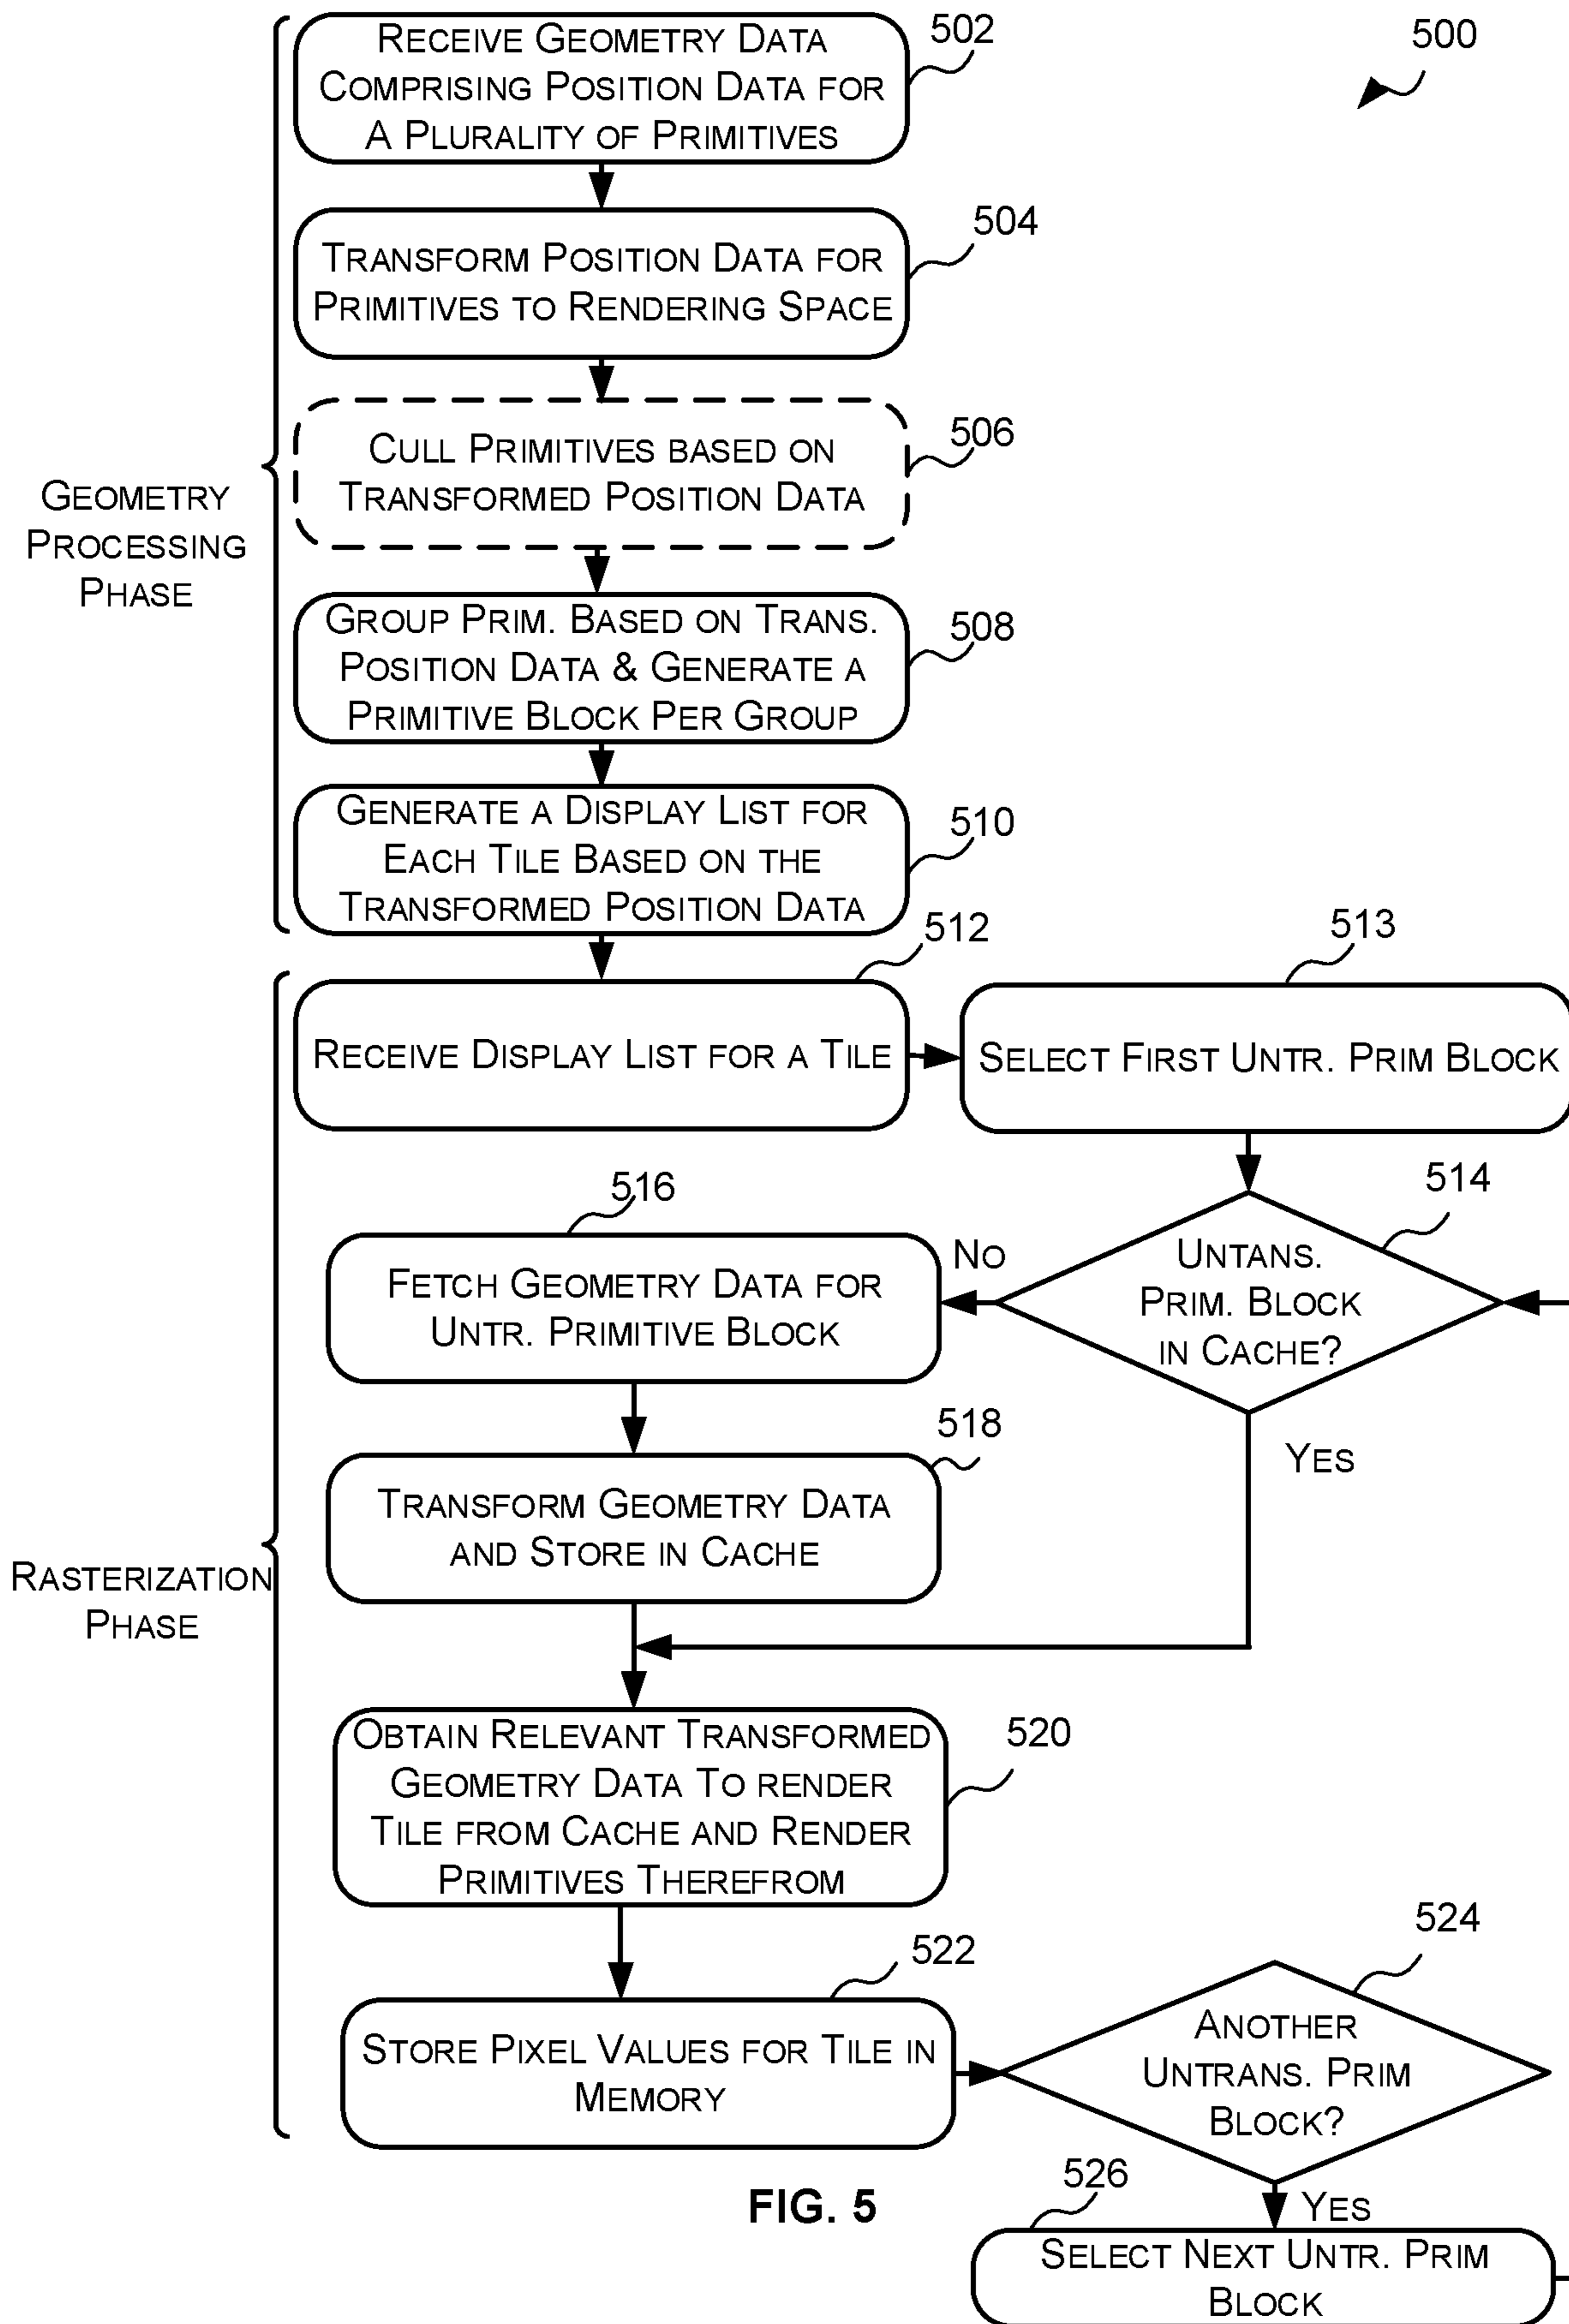 500
RECEIVE GEOMETRY DATA
COMPRISING POSITION DATA FOR
A PLURALITY OF PRIMITIVES
502
TRANSFORM POSITION DATA FOR
PRIMITIVES TO RENDERING SPACE
504
CULL PRIMITIVES BASED ON
TRANSFORMED POSITION DATA
506
GEOMETRY
PROCESSING
PHASE
GROUP PRIM. BASED ON TRANS.
POSITION DATA & GENERATE A
PRIMITIVE BLOCK PER GROUP
508
GENERATE A DISPLAY LIST FOR
EACH TILE BASED ON THE
TRANSFORMED POSITION DATA
510
512
RECEIVE DISPLAY LIST FOR A TILE
513
SELECT FIRST UNTR. PRIM BLOCK
514
UNTANS.
PRIM. BLOCK
IN CACHE?
NO
YES
516
FETCH GEOMETRY DATA FOR
UNTR. PRIMITIVE BLOCK
518
TRANSFORM GEOMETRY DATA
AND STORE IN CACHE
RASTERIZATION
PHASE
OBTAIN RELEVANT TRANSFORMED
GEOMETRY DATA TO RENDER
TILE FROM CACHE AND RENDER
PRIMITIVES THEREFROM
520
522
STORE PIXEL VALUES FOR TILE IN
MEMORY
524
ANOTHER
UNTRANS. PRIM
BLOCK?
YES
526
SELECT NEXT UNTR. PRIM
BLOCK
FIG. 5